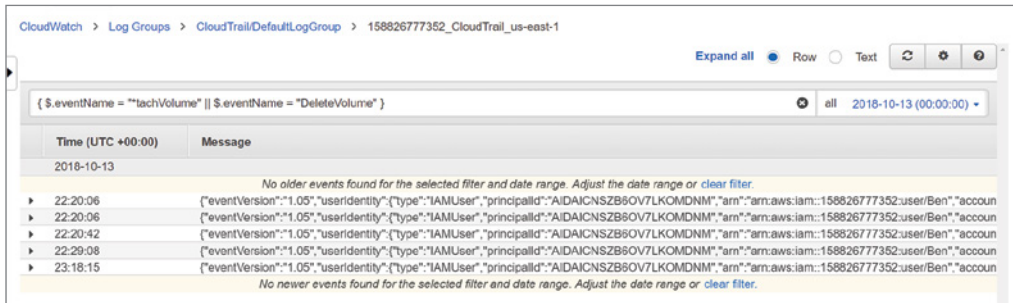 CloudWatch > Log Groups > CloudTrail/DefaultLogGroup > 158826777352_CloudTrail_us-east-1
Expand all Row Text
{ $.eventName = "*tachVolume" || $.eventName = "DeleteVolume" } all 2018-10-13 (00:00:00)
Time (UTC +00:00) Message
2018-10-13
No older events found for the selected filter and date range. Adjust the date range or clear filter.
22:20:06 {"eventVersion":"1.05","userIdentity":{"type":"IAMUser","principalId":"AIDAICNSZB6OV7LKOMDNM","arn":"arn:aws:iam::158826777352:user/Ben","accoun
22:20:06 {"eventVersion":"1.05","userIdentity":{"type":"IAMUser","principalId":"AIDAICNSZB6OV7LKOMDNM","arn":"arn:aws:iam::158826777352:user/Ben","accoun
22:20:42 {"eventVersion":"1.05","userIdentity":{"type":"IAMUser","principalId":"AIDAICNSZB6OV7LKOMDNM","arn":"arn:aws:iam::158826777352:user/Ben","accoun
22:29:08 {"eventVersion":"1.05","userIdentity":{"type":"IAMUser","principalId":"AIDAICNSZB6OV7LKOMDNM","arn":"arn:aws:iam::158826777352:user/Ben","accoun
23:18:15 {"eventVersion":"1.05","userIdentity":{"type":"IAMUser","principalId":"AIDAICNSZB6OV7LKOMDNM","arn":"arn:aws:iam::158826777352:user/Ben","accoun
No newer events found for the selected filter and date range. Adjust the date range or clear filter.